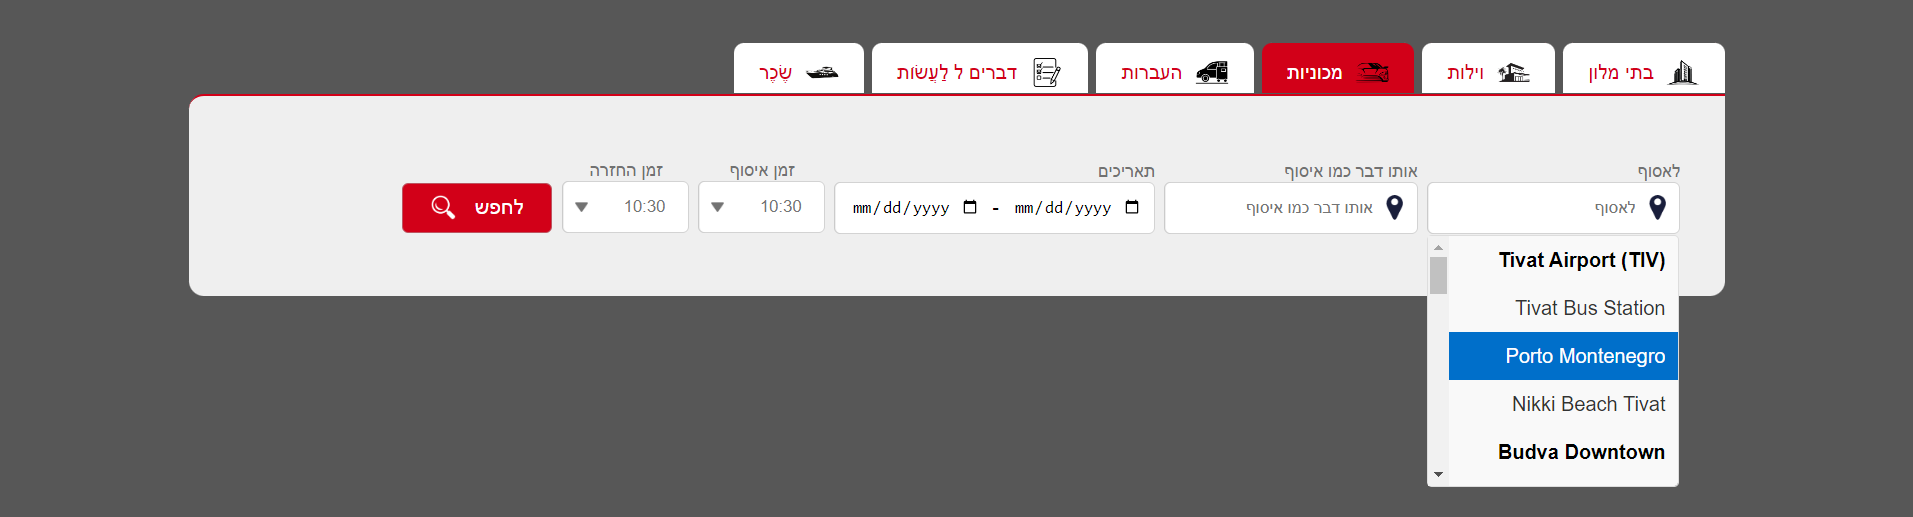 בתי מלון
וילות
מכוניות
העברות
דברים ל לַעֲשׂוֹת
שֶׂכֶר
לאסוף
אותו דבר כמו איסוף
תאריכים
זמן איסוף
זמן החזרה
לאסוף
אותו דבר כמו איסוף
mm/dd/yyyy - mm/dd/yyyy
10:30
10:30
לחפש
Tivat Airport (TIV)
Tivat Bus Station
Porto Montenegro
Nikki Beach Tivat
Budva Downtown